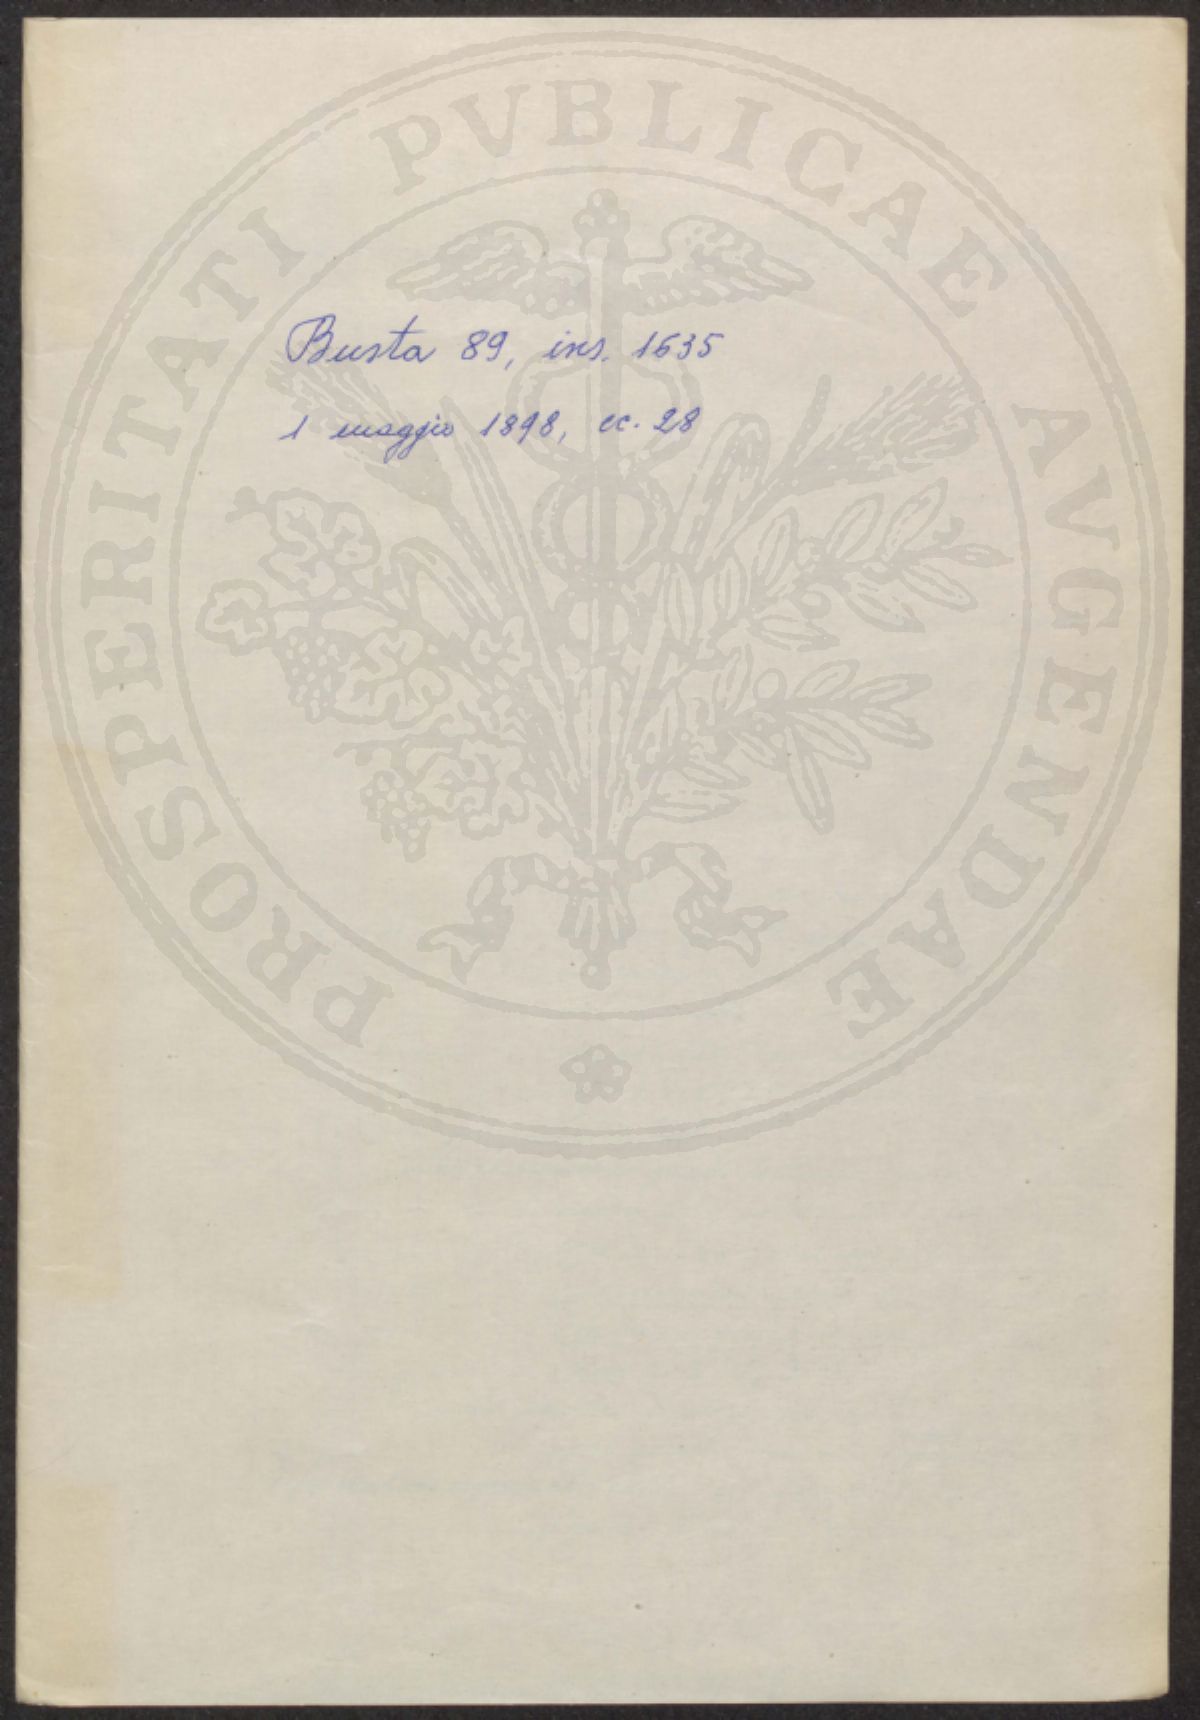 PROSPERITATI PVBLICAE AVGENDAE
Busta 89, ins. 1635
1 maggio 1898, cc. 28